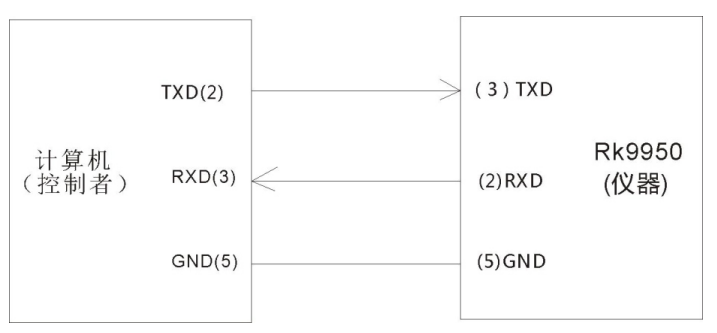 TXD(2)
(3)TXD
计算机
(控制者)
RXD(3)
(2)RXD
Rk9950
(仪器)
GND(5)
(5)GND